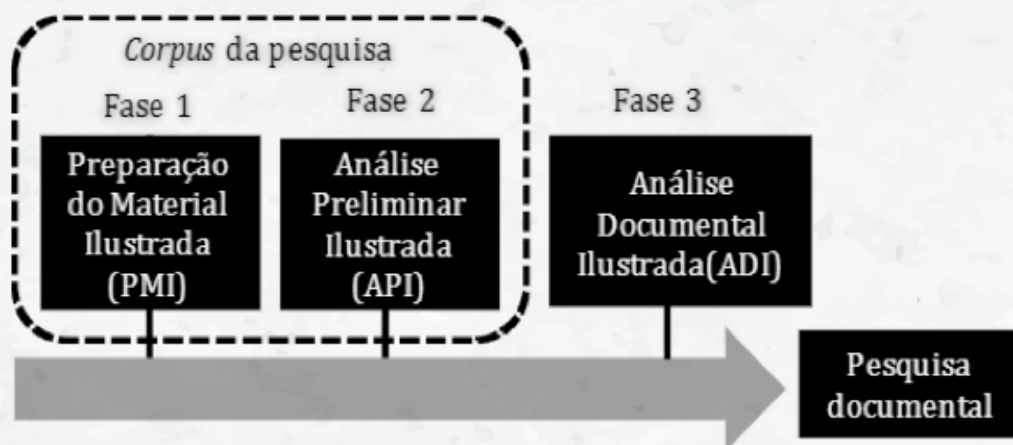 Corpus da pesquisa
Fase 1
Preparação
do Material
Ilustrada
(PMI)
Fase 2
Análise
Preliminar
Ilustrada
(API)
Fase 3
Análise
Documental
Ilustrada(ADI)
Pesquisa
documental